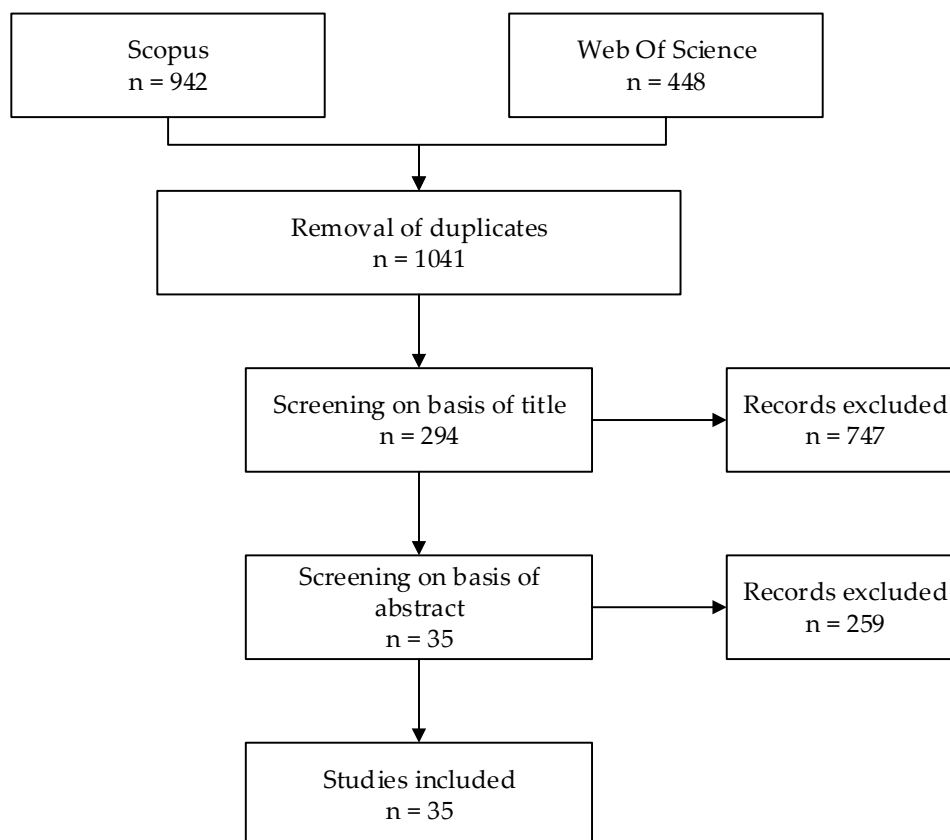 Scopus
n = 942
Web Of Science
n = 448
Removal of duplicates
n = 1041
Screening on basis of title
n = 294
Records excluded
n = 747
Screening on basis of
abstract
n = 35
Records excluded
n = 259
Studies included
n = 35